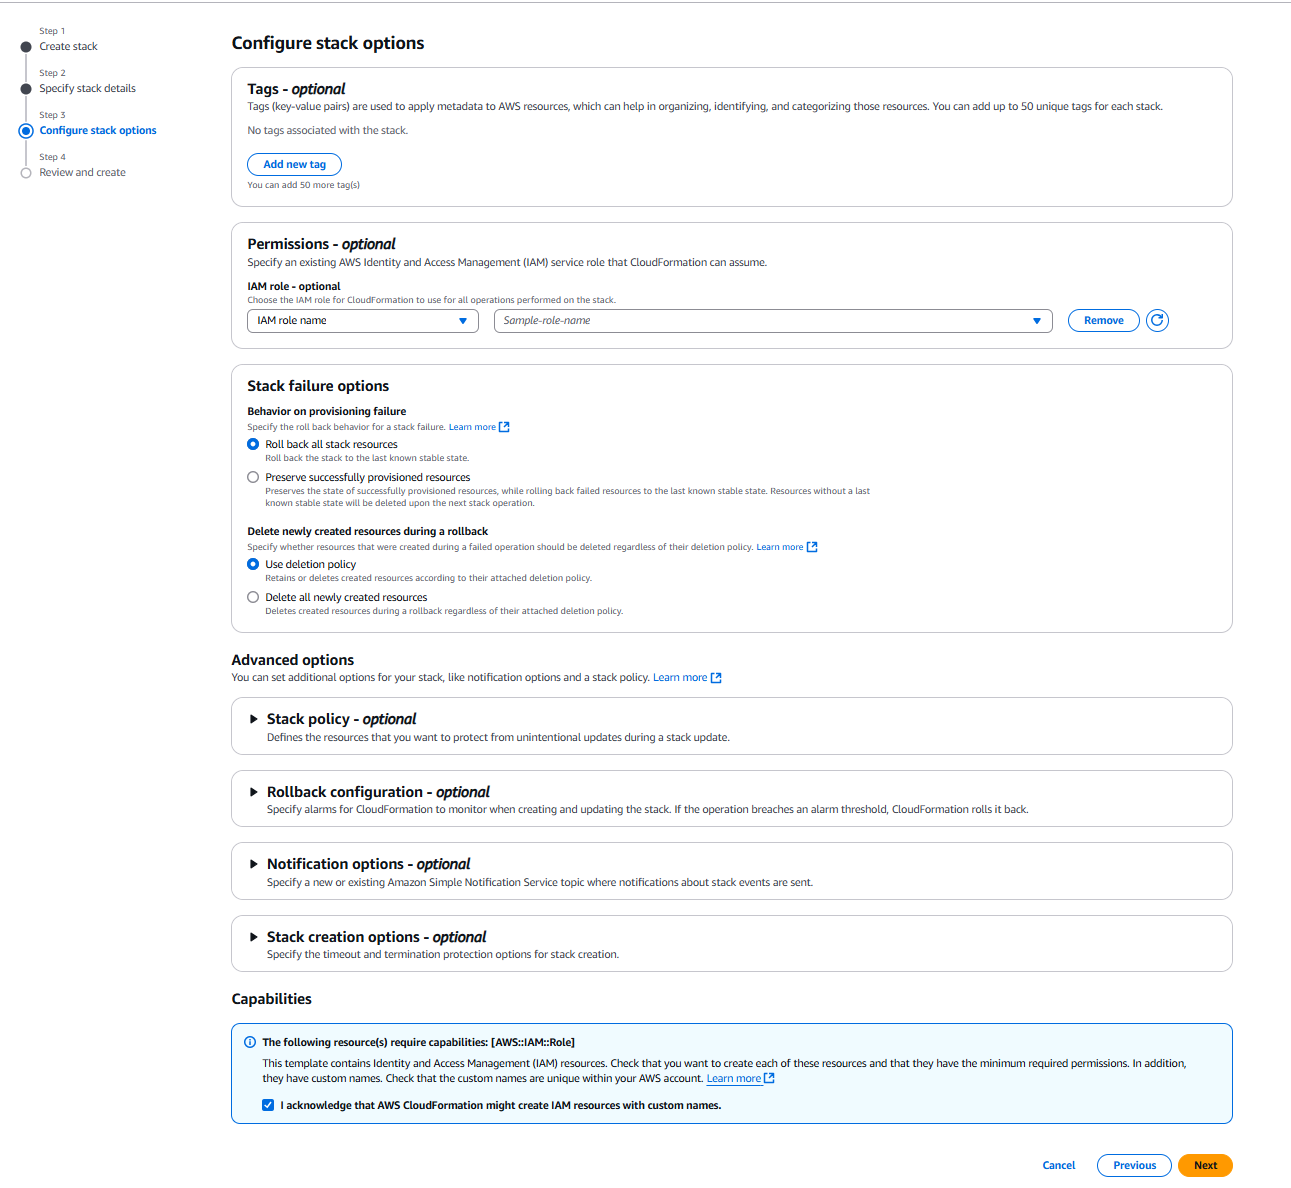 Step 1
Create stack
Step 2
Specify stack details
Step 3
Configure stack options
Step 4
Review and create
Configure stack options
Tags - optional
Tags (key-value pairs) are used to apply metadata to AWS resources, which can help in organizing, identifying, and categorizing those resources. You can add up to 50 unique tags for each stack.
No tags associated with the stack.
Add new tag
You can add 50 more tag(s)
Permissions - optional
Specify an existing AWS Identity and Access Management (IAM) service role that CloudFormation can assume.
IAM role - optional
Choose the IAM role for CloudFormation to use for all operations performed on the stack.
IAM role name
Sample-role-name
Remove
Stack failure options
Behavior on provisioning failure
Specify the roll back behavior for a stack failure. Learn more
Roll back all stack resources
Roll back the stack to the last known stable state.
Preserve successfully provisioned resources
Preserves the state of successfully provisioned resources, while rolling back failed resources to the last known stable state. Resources without a last
known stable state will be deleted upon the next stack operation.
Delete newly created resources during a rollback
Specify whether resources that were created during a failed operation should be deleted regardless of their deletion policy. Learn more
Use deletion policy
Retains or deletes created resources according to their attached deletion policy.
Delete all newly created resources
Deletes created resources during a rollback regardless of their attached deletion policy.
Advanced options
You can set additional options for your stack, like notification options and a stack policy. Learn more
Stack policy - optional
Defines the resources that you want to protect from unintentional updates during a stack update.
Rollback configuration - optional
Specify alarms for CloudFormation to monitor when creating and updating the stack. If the operation breaches an alarm threshold, CloudFormation rolls it back.
Notification options - optional
Specify a new or existing Amazon Simple Notification Service topic where notifications about stack events are sent.
Stack creation options - optional
Specify the timeout and termination protection options for stack creation.
Capabilities
The following resource(s) require capabilities: [AWS::IAM::Role]
This template contains Identity and Access Management (IAM) resources. Check that you want to create each of these resources and that they have the minimum required permissions. In addition,
they have custom names. Check that the custom names are unique within your AWS account. Learn more
I acknowledge that AWS CloudFormation might create IAM resources with custom names.
Cancel
Previous
Next